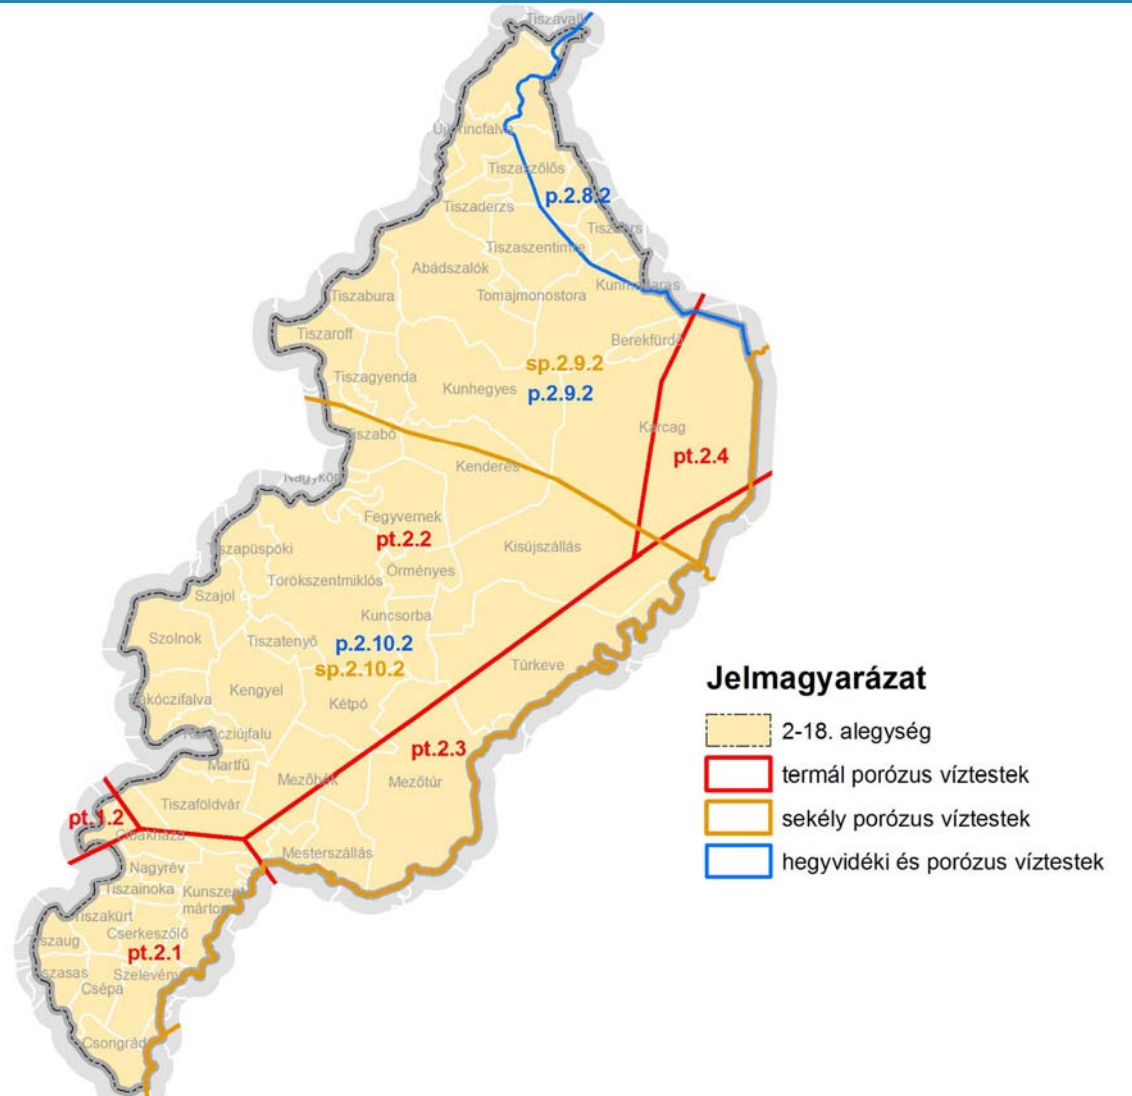 Tiszavalk
Tiszaszőlős
p.2.8.2
Tiszaderzs
Tiszaszentimre
Abádszalók
Kunmadaras
Tiszabura
Tomajmonostora
Tiszaroff
Berekfürdő
sp.2.9.2
Tiszagyenda
Kunhegyes
p.2.9.2
Karcag
Tiszabő
pt.2.4
Kenderes
Fegyvernek
pt.2.2
Tiszapüspöki
Kisújszállás
Örményes
Törökszentmiklós
Szajol
Kuncsorba
Szolnok
Tiszatenyő
p.2.10.2
sp.2.10.2
Túrkeve
Kengyel
Rákóczifalva
Kétpó
Rákócziújfalu
pt.2.3
Martfű
Mezőhék
Mezőtúr
Tiszaföldvár
pt.1.2
Cibakháza
Mesterszállás
Nagyrév
Tiszainoka
Kunszent
márton
Tiszakürt
Cserkeszőlő
pt.2.1
Szelevény
Csépa
Csongrád
Jelmagyarázat
2-18. alegység
termál porózus víztestek
sekély porózus víztestek
hegyvidéki és porózus víztestek